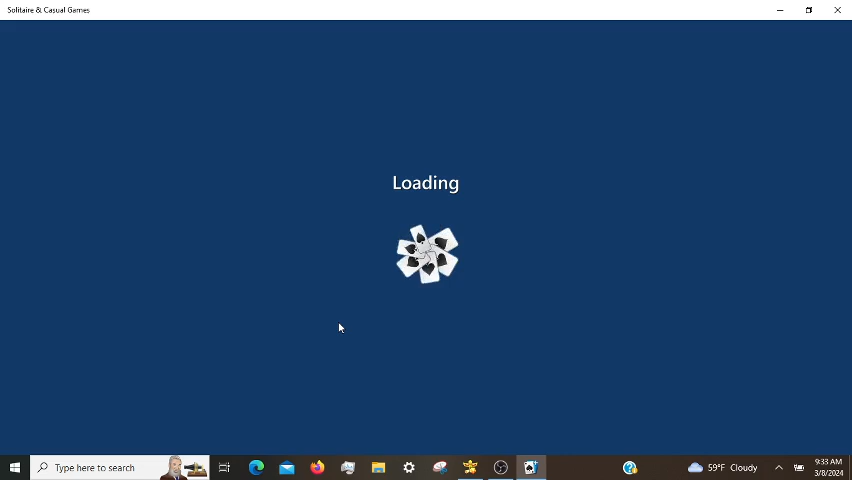 Solitaire & Casual Games
Loading
Type here to search
59°F Cloudy
9:33 AM
3/8/2024